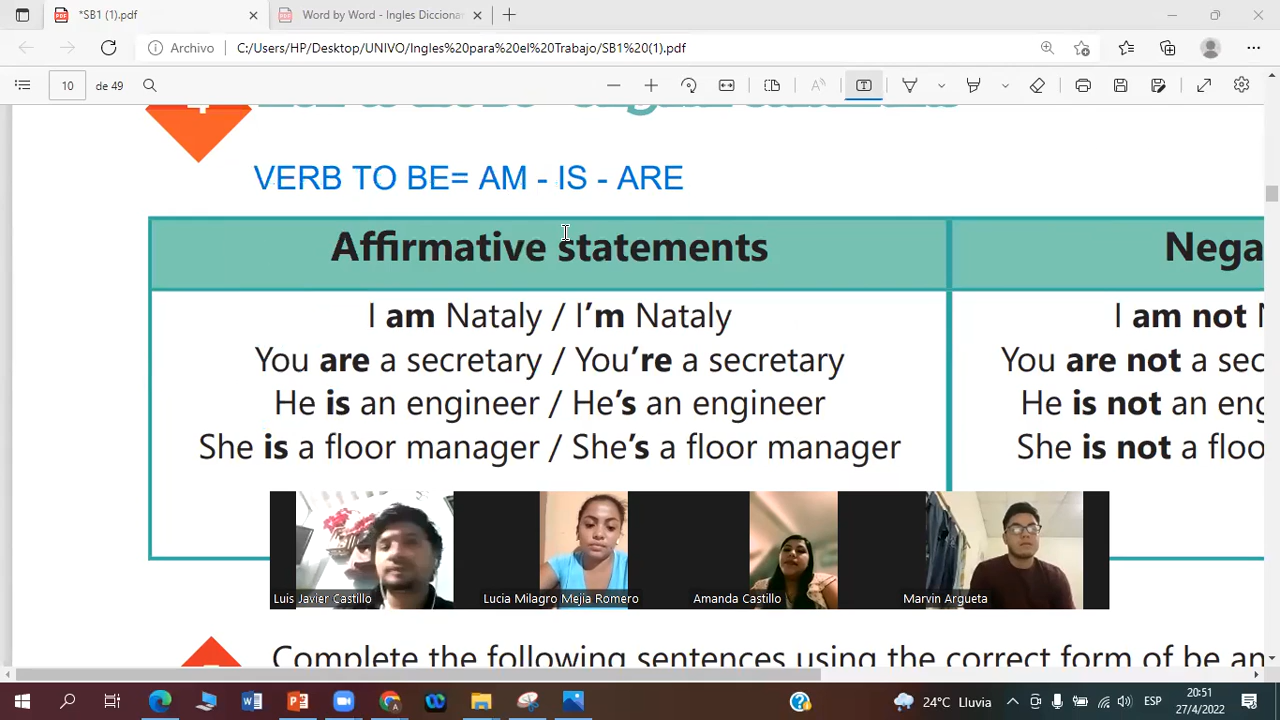 *SB1 (1).pdf
Word by Word - Ingles Dicciona
Archivo
C:/Users/HP/Desktop/UNIVO/Ingles%20para%20el%20Trabajo/SB1%20(1).pdf
10 de 49
VERB TO BE= AM - IS - ARE
Affirmative statements
Nega
I am Nataly / I'm Nataly
I am not N
You are a secretary / You're a secretary
You are not a sec
He is an engineer / He's an engineer
He is not an eng
She is a floor manager / She's a floor manager
She is not a floo
Luis Javier Castillo
Lucia Milagro Mejia Romero
Amanda Castillo
Marvin Argueta
Complete the following sentences using the correct form of be an
24°C Lluvia
ESP
20:51
27/4/2022